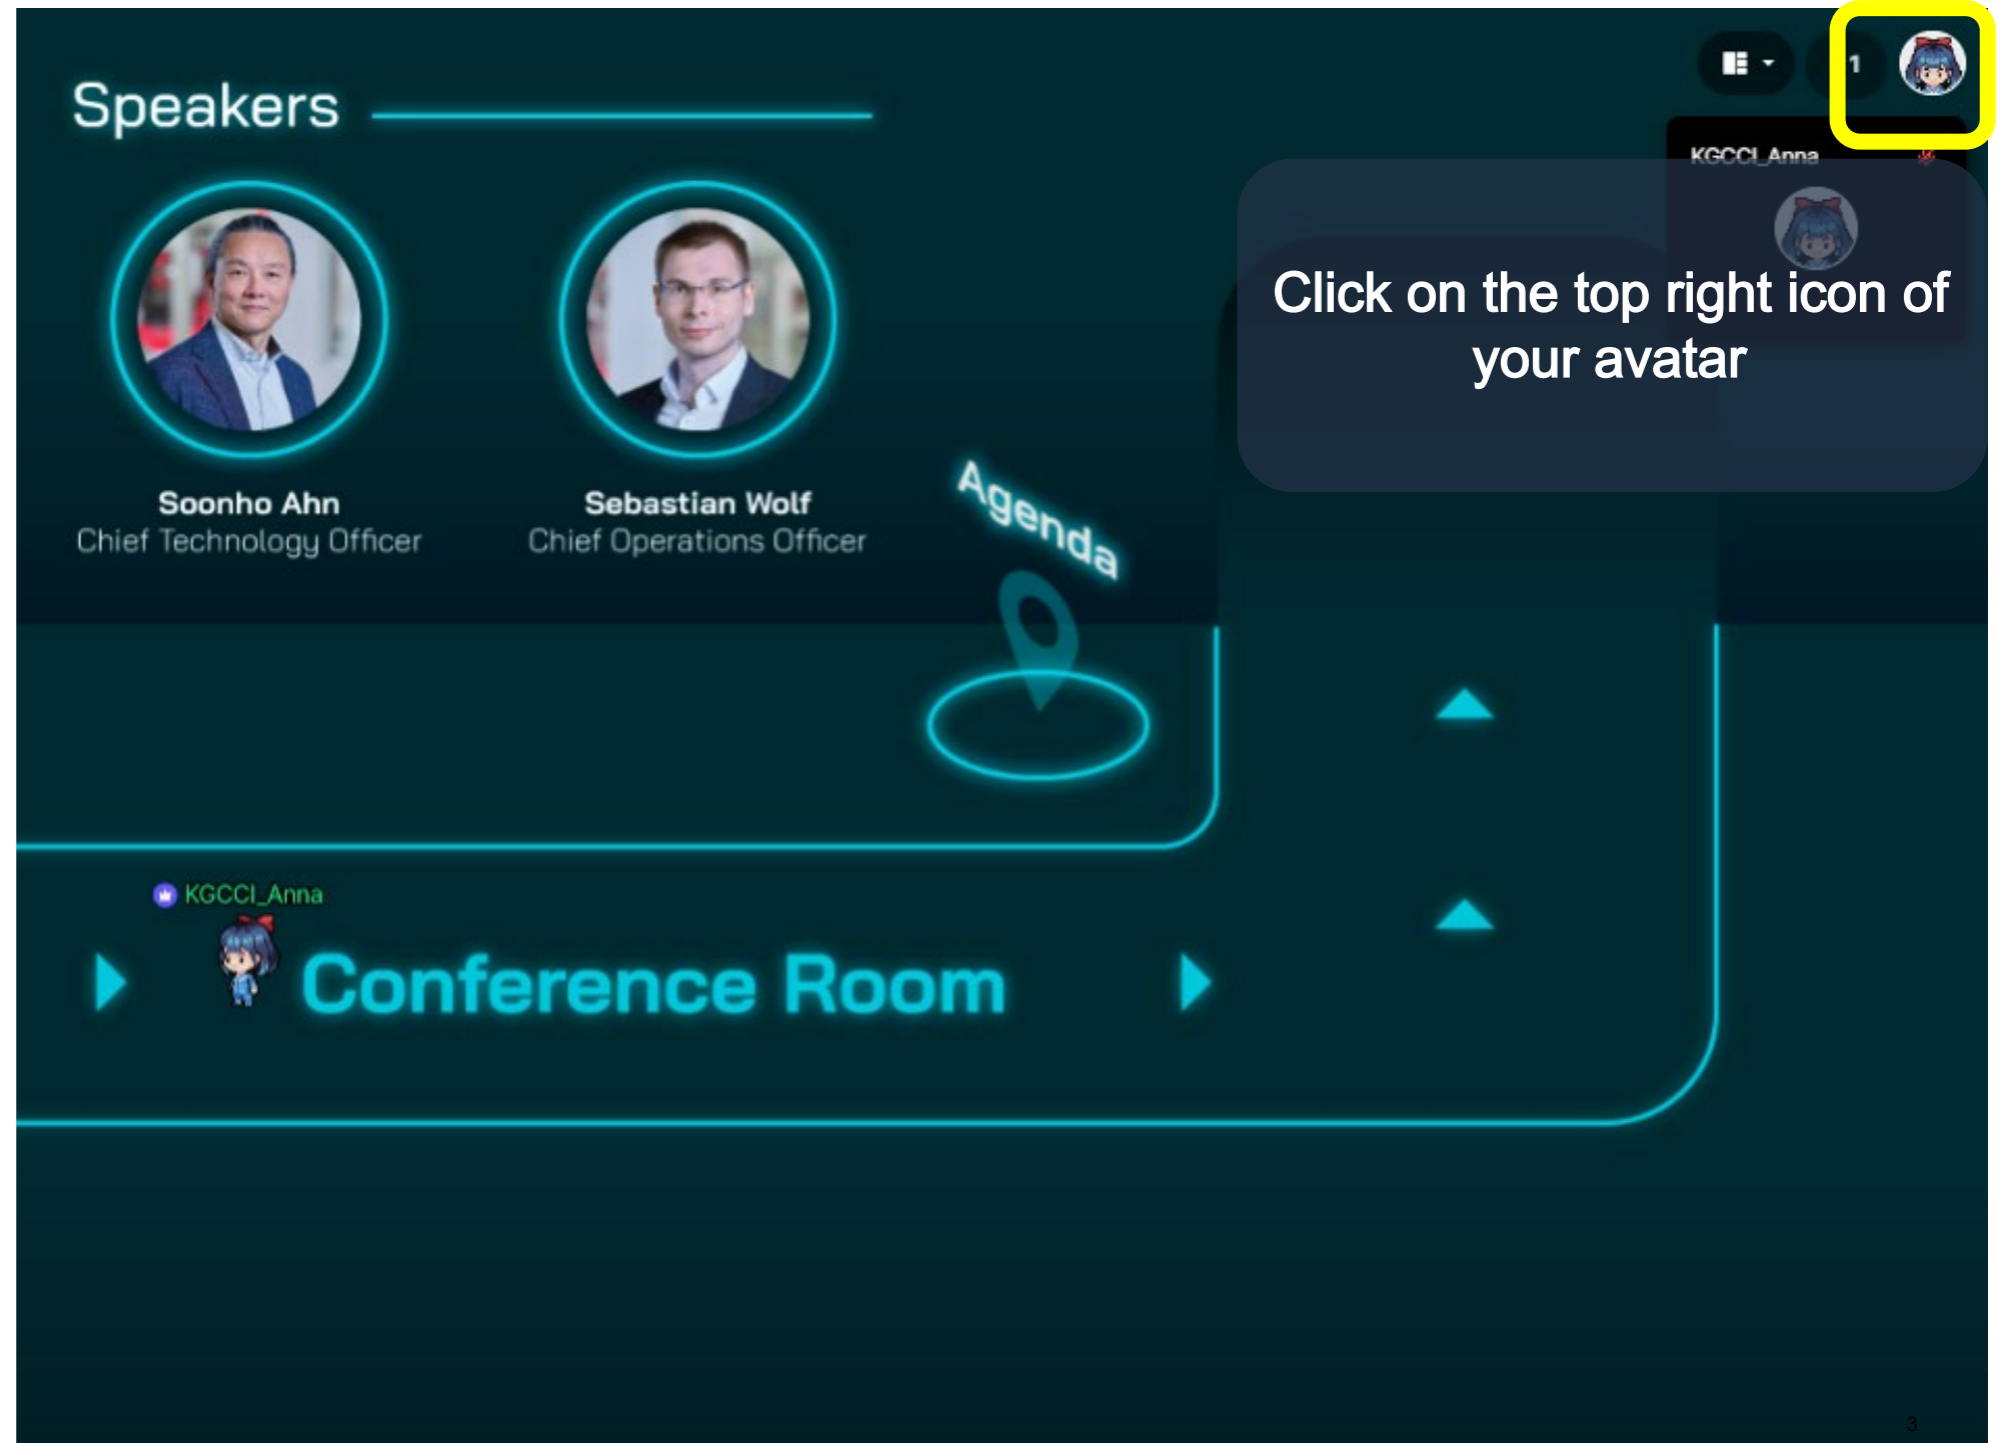 Speakers
1
KGCCI_Anna
Click on the top right icon of
your avatar
Soonho Ahn
Chief Technology Officer
Sebastian Wolf
Chief Operations Officer
Agenda
KGCCI_Anna
Conference Room
3